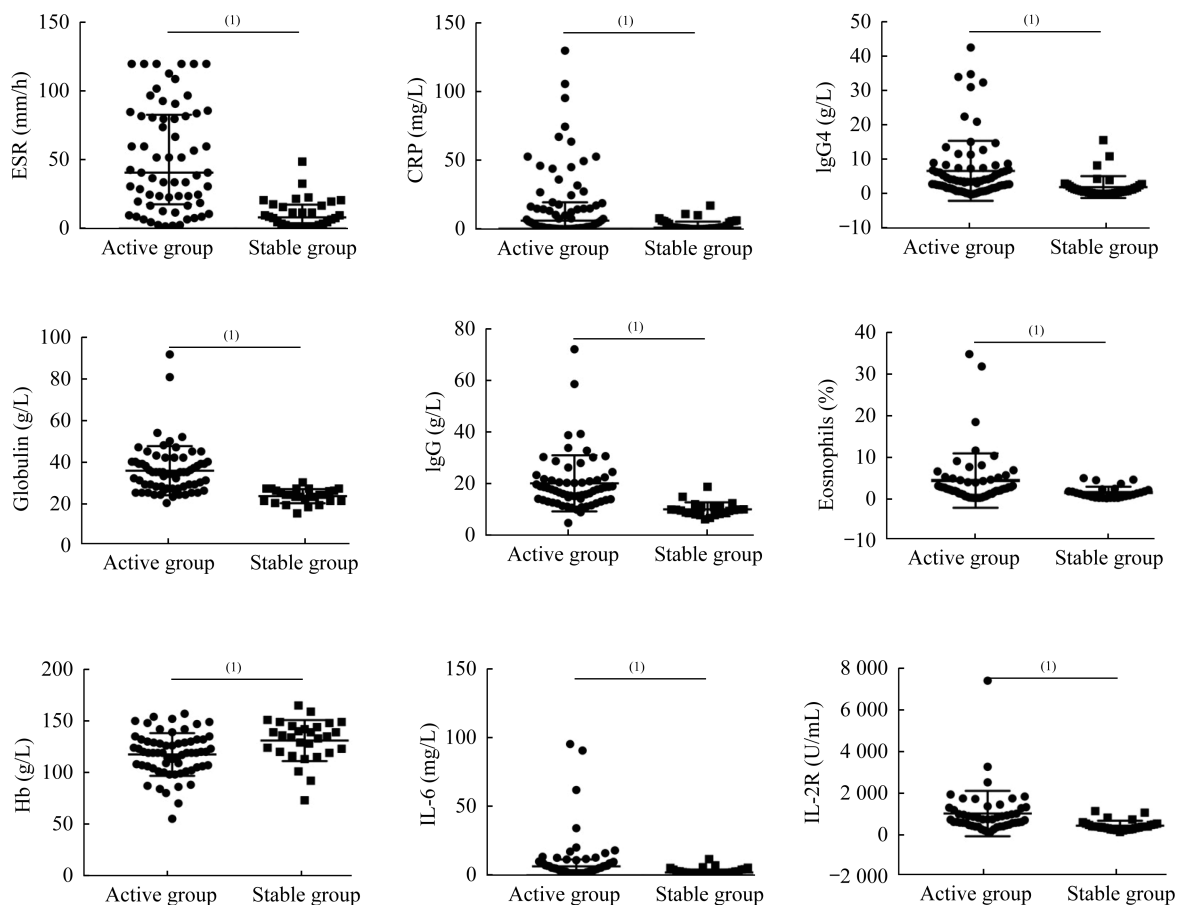 ESR (mm/h)
150
100
50
0
(1)
Active group
Stable group
CRP (mg/L)
150
100
50
0
(1)
Active group
Stable group
lgG4 (g/L)
50
40
30
20
10
0
−10
(1)
Active group
Stable group
Globulin (g/L)
100
80
60
40
20
0
(1)
Active group
Stable group
lgG (g/L)
80
60
40
20
0
(1)
Active group
Stable group
Eosnophils (%)
40
30
20
10
0
−10
(1)
Active group
Stable group
Hb (g/L)
200
150
100
50
0
(1)
Active group
Stable group
IL-6 (mg/L)
150
100
50
0
(1)
Active group
Stable group
IL-2R (U/mL)
8 000
6 000
4 000
2 000
0
−2 000
(1)
Active group
Stable group